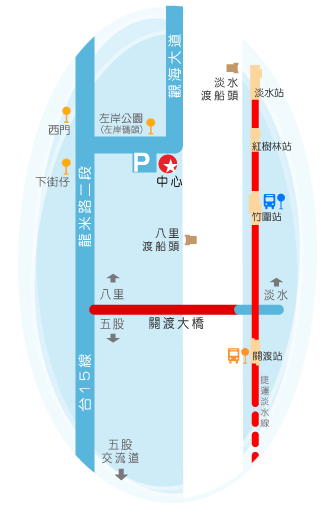 觀海大道
淡水
渡船頭
淡水站
左岸公園
(左岸碼頭)
西門
紅樹林站
P
中心
下街仔
龍米路二段
竹圍站
八里
渡船頭
八里
淡水
關渡大橋
五股
關渡站
台15線
捷運淡水線
五股
交流道